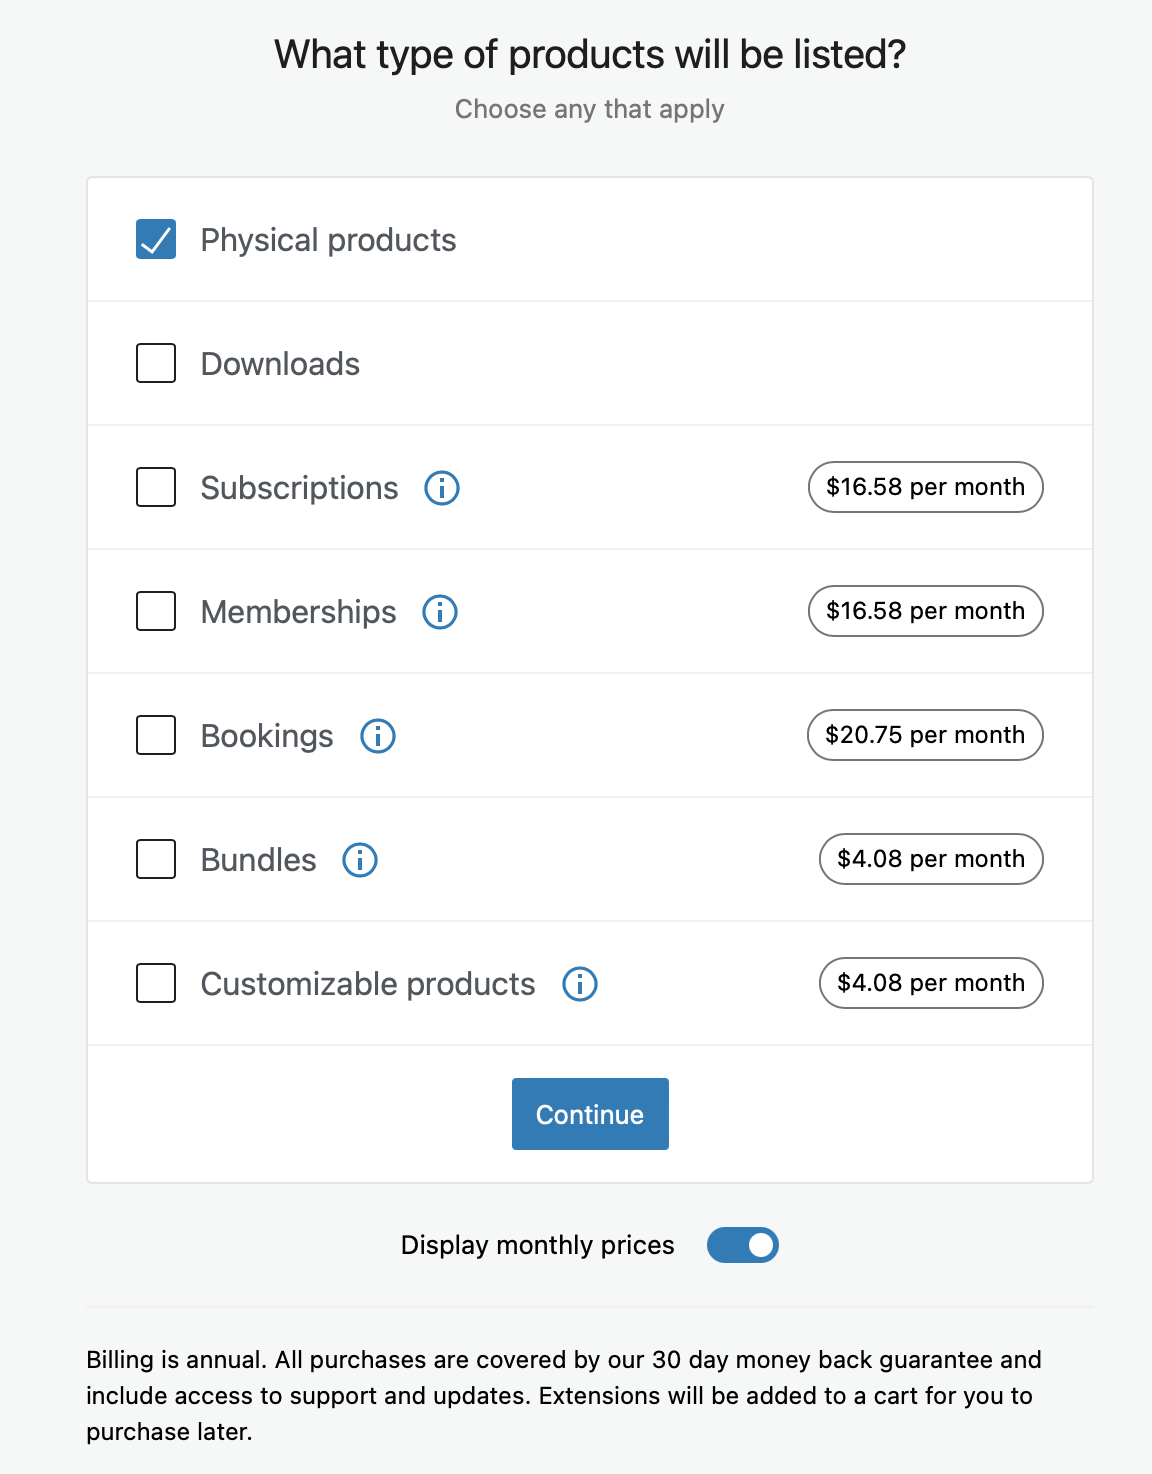 What type of products will be listed?
Choose any that apply
Physical products
Downloads
Subscriptions
$16.58 per month
Memberships
$16.58 per month
Bookings
$20.75 per month
Bundles
$4.08 per month
Customizable products
$4.08 per month
Continue
Display monthly prices
Billing is annual. All purchases are covered by our 30 day money back guarantee and
include access to support and updates. Extensions will be added to a cart for you to
purchase later.